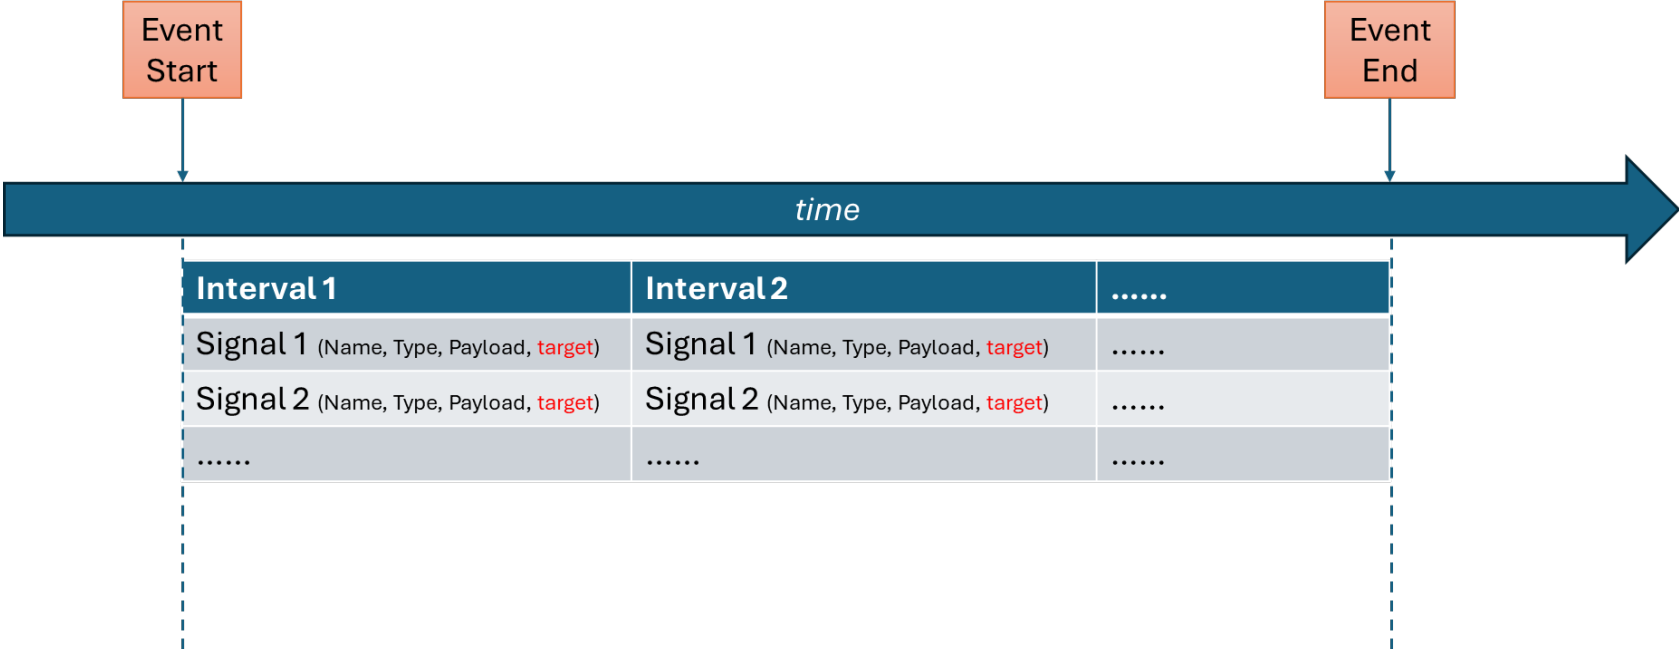 Event
Start
Event
End
time
Interval 1
Interval 2
......
Signal 1 (Name, Type, Payload, target)
Signal 1 (Name, Type, Payload, target)
......
Signal 2 (Name, Type, Payload, target)
Signal 2 (Name, Type, Payload, target)
......
......
......
......